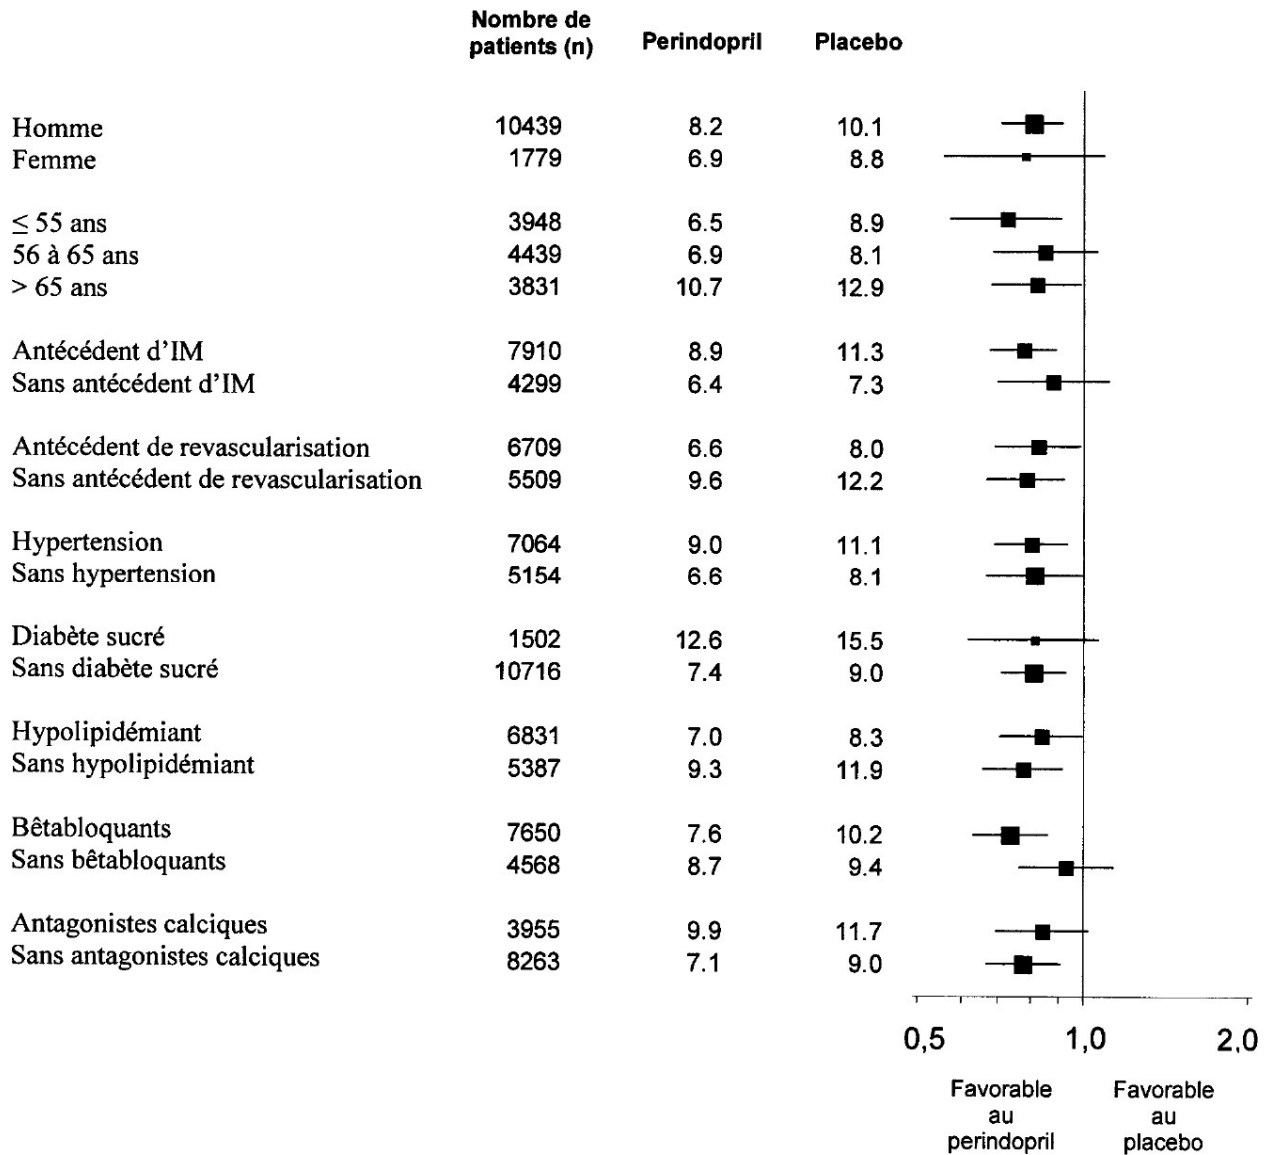 Nombre de
patients (n) Perindopril Placebo
Homme 10439 8.2 10.1
Femme 1779 6.9 8.8
≤ 55 ans 3948 6.5 8.9
56 à 65 ans 4439 6.9 8.1
> 65 ans 3831 10.7 12.9
Antécédent d’IM 7910 8.9 11.3
Sans antécédent d’IM 4299 6.4 7.3
Antécédent de revascularisation 6709 6.6 8.0
Sans antécédent de revascularisation 5509 9.6 12.2
Hypertension 7064 9.0 11.1
Sans hypertension 5154 6.6 8.1
Diabète sucré 1502 12.6 15.5
Sans diabète sucré 10716 7.4 9.0
Hypolipidémiant 6831 7.0 8.3
Sans hypolipidémiant 5387 9.3 11.9
Bêtabloquants 7650 7.6 10.2
Sans bêtabloquants 4568 8.7 9.4
Antagonistes calciques 3955 9.9 11.7
Sans antagonistes calciques 8263 7.1 9.0
0,5 1,0 2,0
Favorable Favorable
au au
perindopril placebo